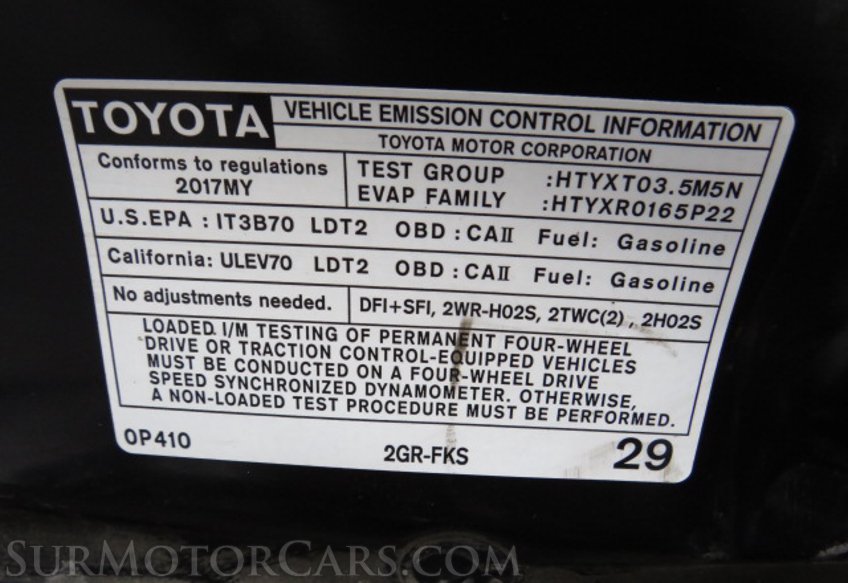 TOYOTA
VEHICLE EMISSION CONTROL INFORMATION
TOYOTA MOTOR CORPORATION
Conforms to regulations
2017MY
TEST GROUP :HTYXT03.5M5N
EVAP FAMILY :HTYXR0165P22
U.S.EPA : IT3B70 LDT2 OBD : CAII Fuel: Gasoline
California: ULEV70 LDT2 OBD : CAII Fuel: Gasoline
No adjustments needed.
DFI+SFI, 2WR-HO2S, 2TWC(2) , 2HO2S
LOADED I/M TESTING OF PERMANENT FOUR-WHEEL
DRIVE OR TRACTION CONTROL-EQUIPPED VEHICLES
MUST BE CONDUCTED ON A FOUR-WHEEL DRIVE
SPEED SYNCHRONIZED DYNAMOMETER. OTHERWISE,
A NON-LOADED TEST PROCEDURE MUST BE PERFORMED.
0P410
2GR-FKS
29
SurMotorCars.com